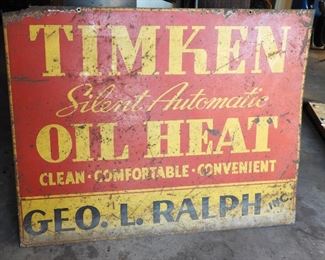 TIMKEN
Silent Automatic
OIL HEAT
CLEAN · COMFORTABLE · CONVENIENT
GEO. L. RALPH INC.